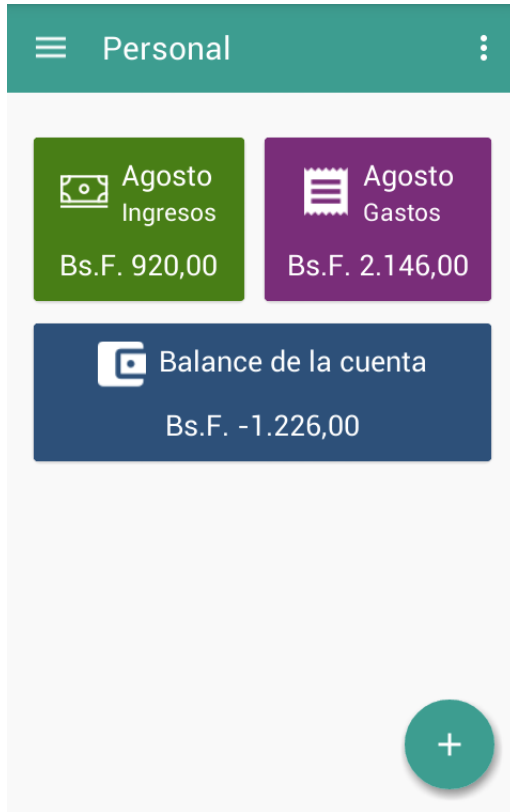 Personal
Agosto
Ingresos
Bs.F. 920,00
Agosto
Gastos
Bs.F. 2.146,00
Balance de la cuenta
Bs.F. -1.226,00